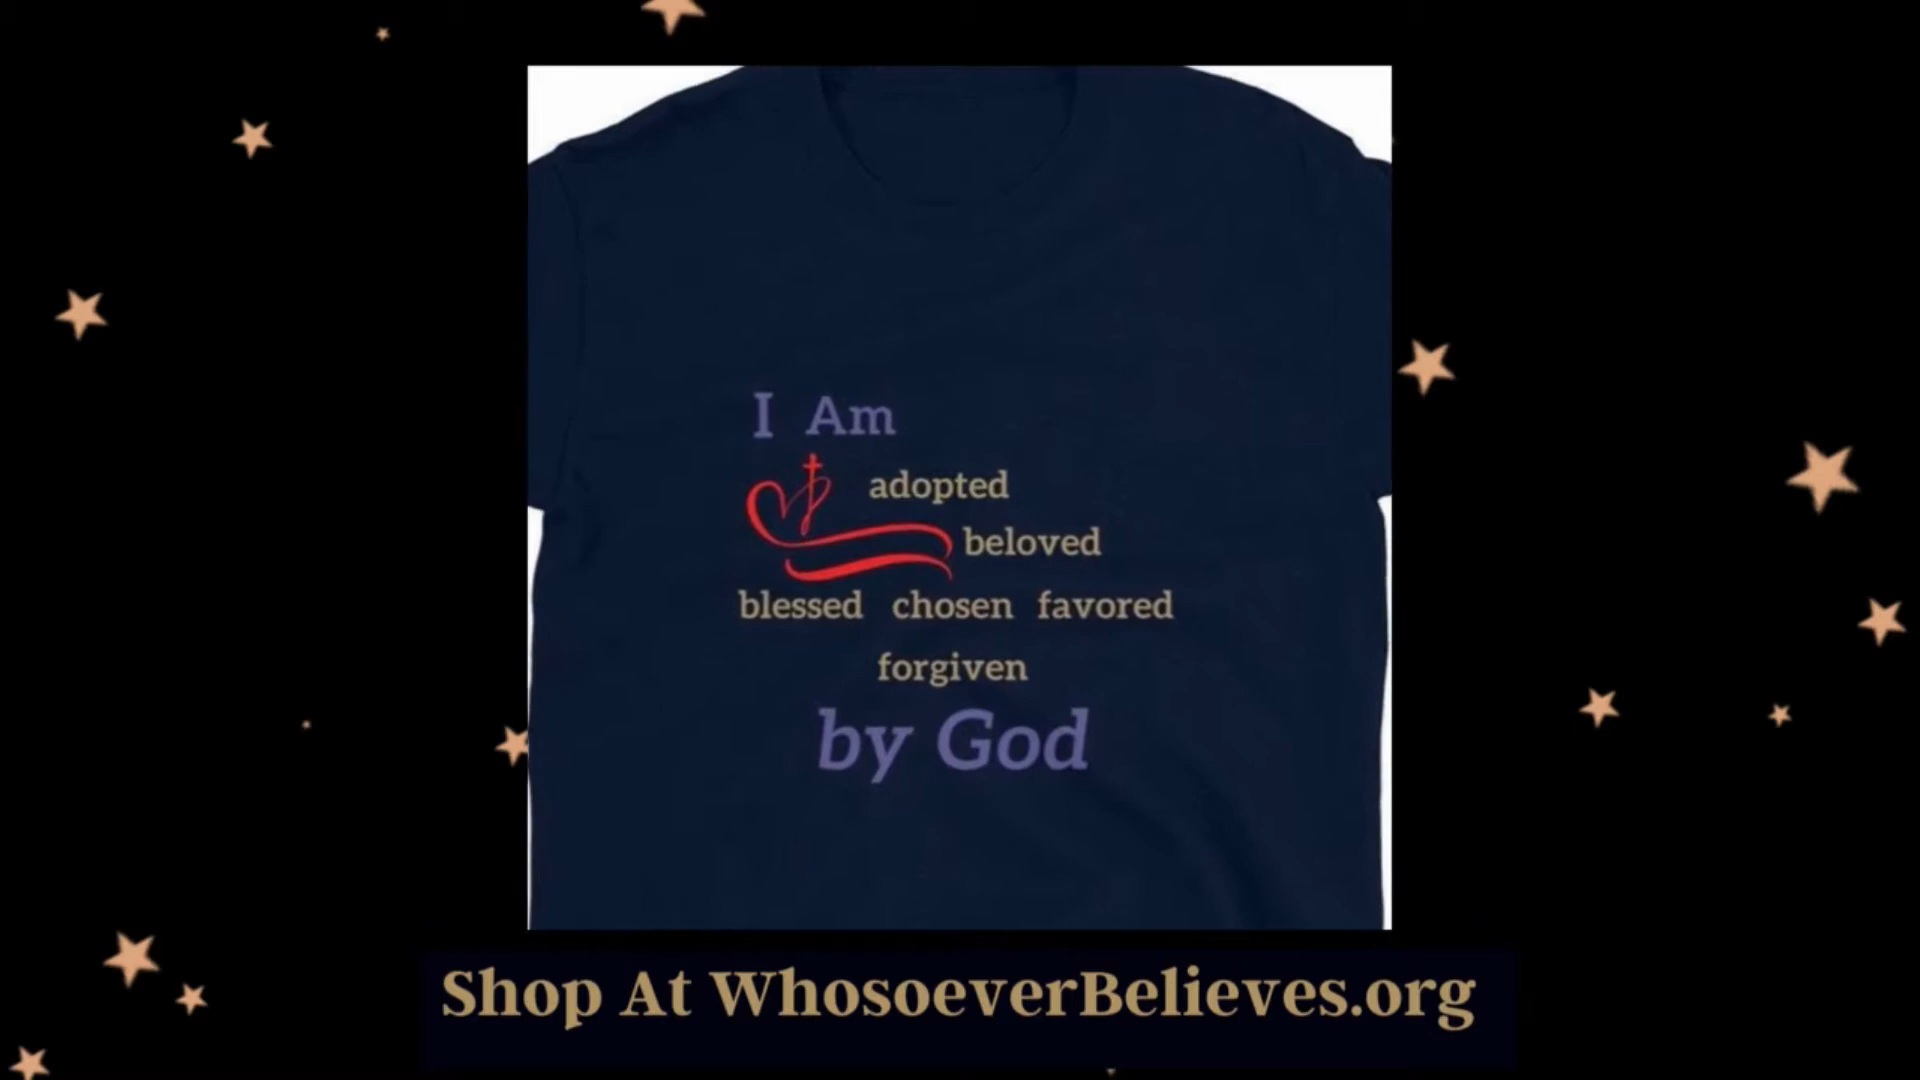 I Am
adopted
beloved
blessed chosen favored
forgiven
by God
Shop At WhosoeverBelieves.org